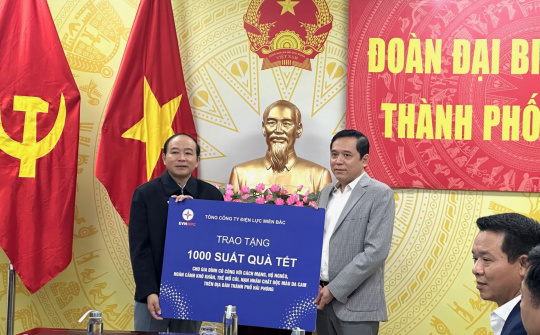 ĐOÀN ĐẠI BI
THÀNH PHỐ
VIỆT NAM
EVNNPC
TỔNG CÔNG TY ĐIỆN LỰC MIỀN BẮC
TRAO TẶNG
1000 SUẤT QUÀ TẾT
CHO GIA ĐÌNH CÓ CÔNG VỚI CÁCH MẠNG, HỘ NGHÈO,
HOÀN CẢNH KHÓ KHĂN, TRẺ MỒ CÔI, NẠN NHÂN CHẤT ĐỘC MÀU DA CAM
TRÊN ĐỊA BÀN THÀNH PHỐ HẢI PHÒNG